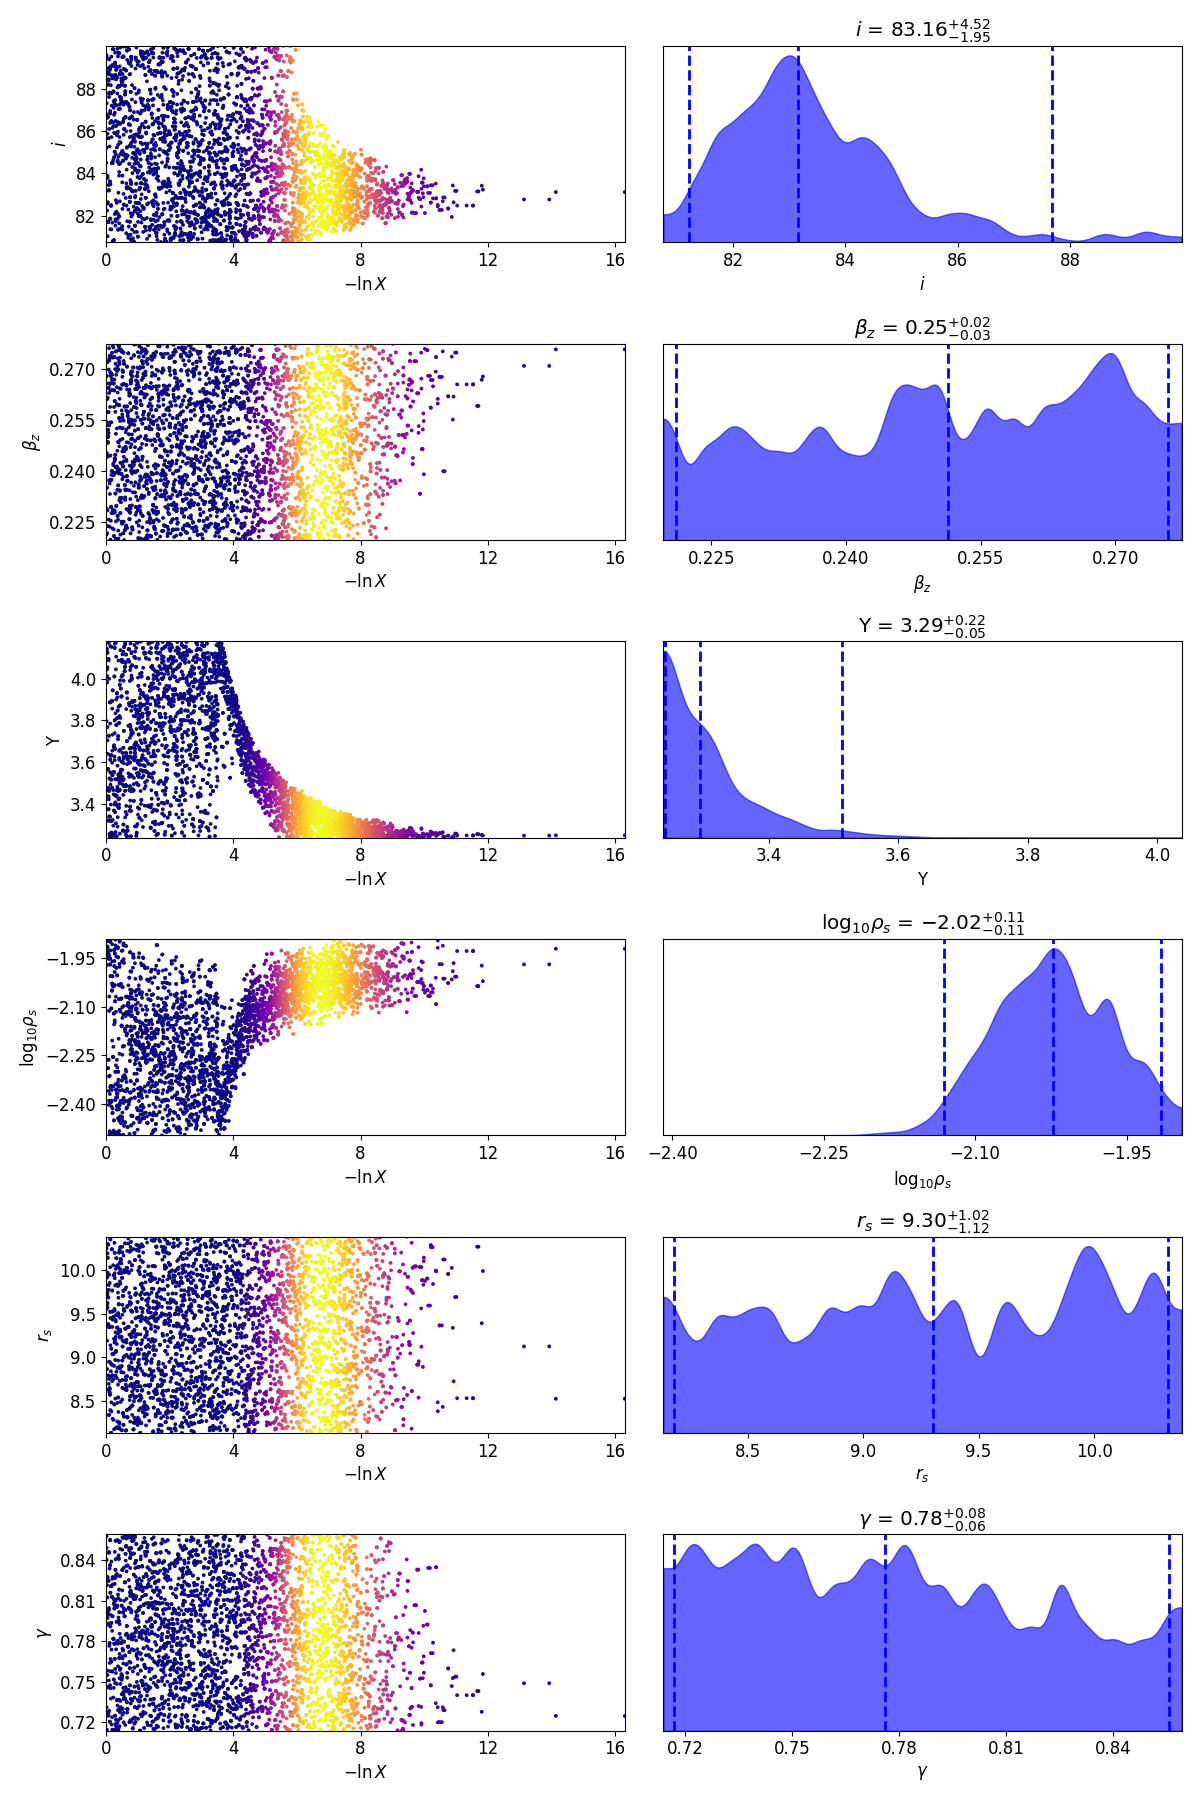 i = 83.16 +4.52 −1.95
88
86
84
82
i
0 4 8 12 16
−ln X
82 84 86 88
i
β_z = 0.25 +0.02 −0.03
0.270
0.255
0.240
0.225
β_z
0 4 8 12 16
−ln X
0.225 0.240 0.255 0.270
β_z
Y = 3.29 +0.22 −0.05
4.0
3.8
3.6
3.4
Y
0 4 8 12 16
−ln X
3.4 3.6 3.8 4.0
Y
log₁₀ρ_s = −2.02 +0.11 −0.11
−1.95
−2.10
−2.25
−2.40
log₁₀ρ_s
0 4 8 12 16
−ln X
−2.40 −2.25 −2.10 −1.95
log₁₀ρ_s
r_s = 9.30 +1.02 −1.12
10.0
9.5
9.0
8.5
r_s
0 4 8 12 16
−ln X
8.5 9.0 9.5 10.0
r_s
γ = 0.78 +0.08 −0.06
0.84
0.81
0.78
0.75
0.72
γ
0 4 8 12 16
−ln X
0.72 0.75 0.78 0.81 0.84
γ